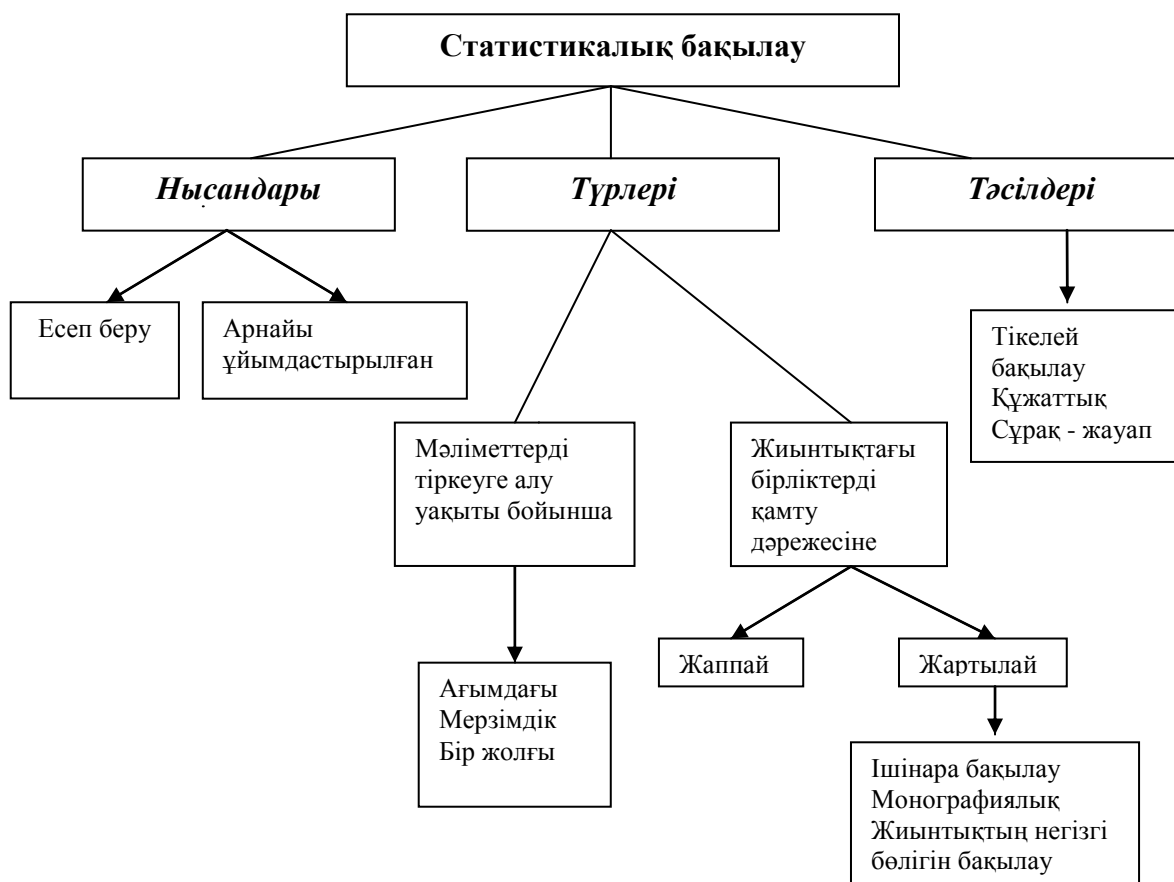 Статистикалық бақылау
Нысандары
Түрлері
Тәсілдері
Есеп беру
Арнайы
ұйымдастырылған
Тікелей
бақылау
Құжаттық
Сұрақ - жауап
Мәліметтерді
тіркеуге алу
уақыты бойынша
Жиынтықтағы
бірліктерді
қамту
дәрежесіне
Жаппай
Жартылай
Ағымдағы
Мерзімдік
Бір жолғы
Ішінара бақылау
Монографиялық
Жиынтықтың негізгі
бөлігін бақылау